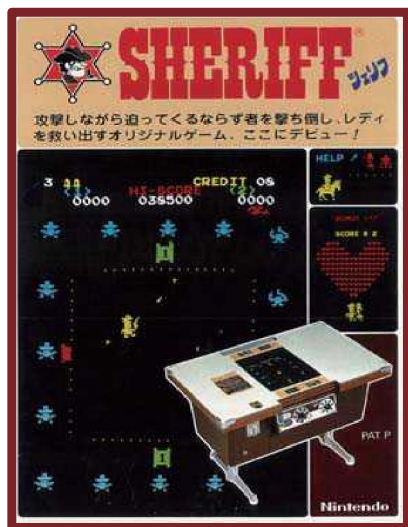 SHERIFF®
シェリフ
攻撃しながら迫ってくるならず者を撃ち倒し、レディ
を救い出すオリジナルゲーム、ここにデビュー!
3
CREDIT 08
HI-SCORE
0000 038500 0000
HELP
SCORE
PAT P
Nintendo